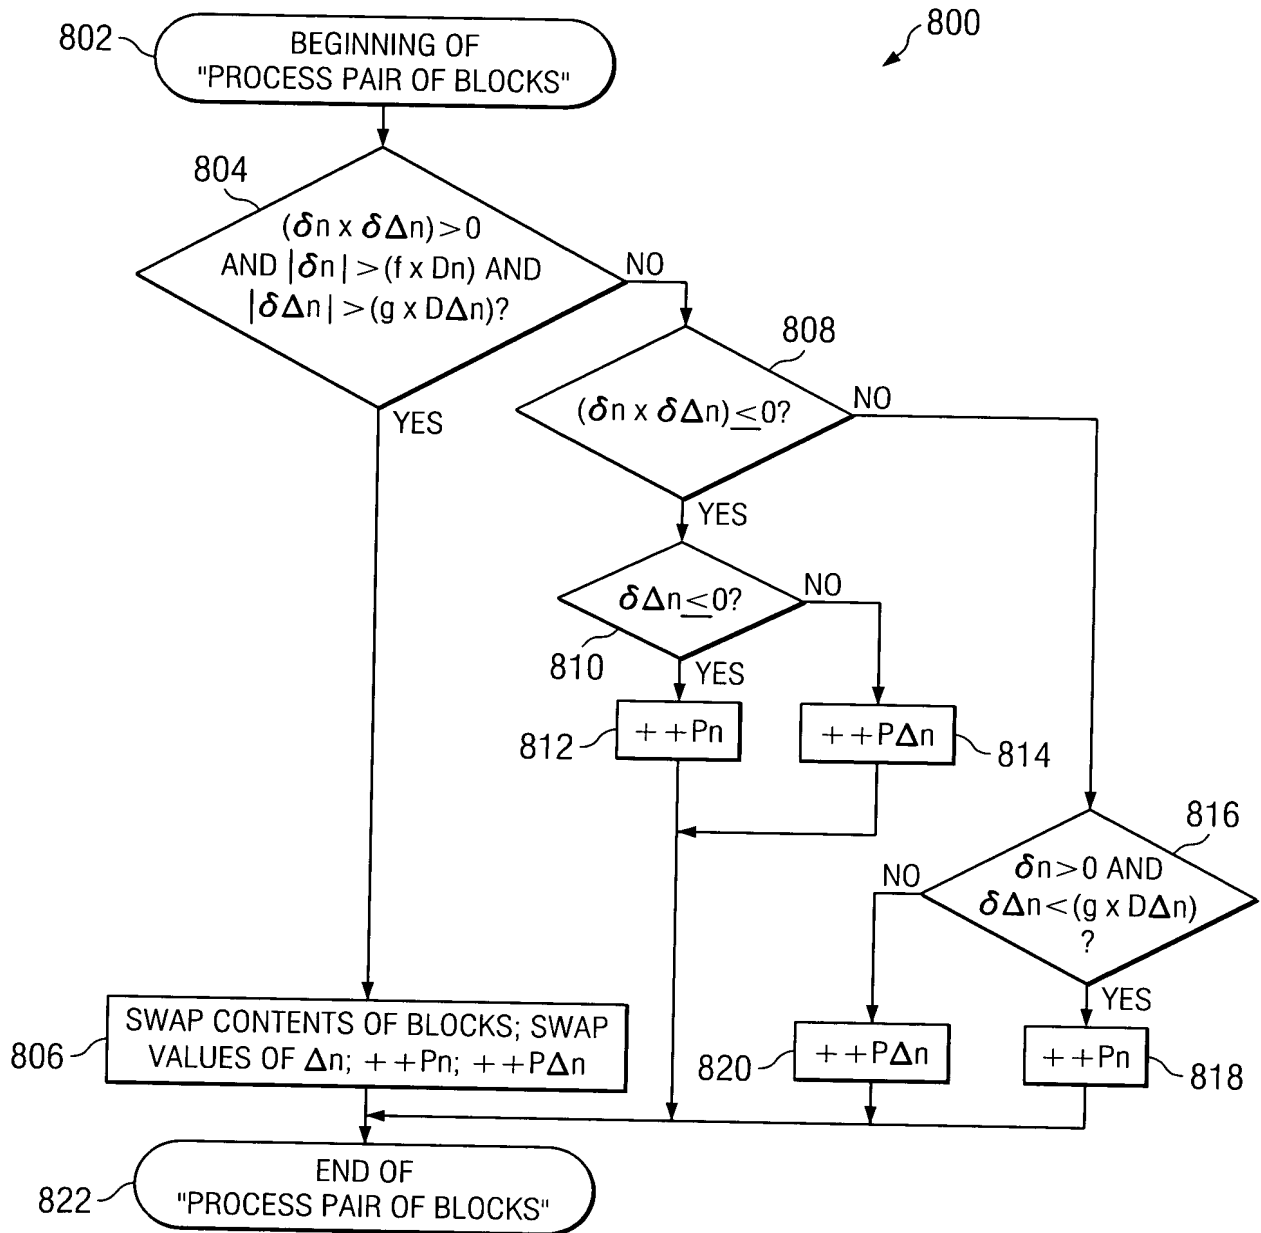 800
802
BEGINNING OF
"PROCESS PAIR OF BLOCKS"
804
(δn x δΔn)>0
AND |δn| >(f x Dn) AND
|δΔn| >(g x DΔn)?
NO
YES
808
(δn x δΔn)≤0?
NO
YES
δΔn≤0?
NO
810
YES
812
++Pn
++PΔn
814
816
δn>0 AND
δΔn<(g x DΔn)
?
NO
YES
806
SWAP CONTENTS OF BLOCKS; SWAP
VALUES OF Δn; ++Pn; ++PΔn
820
++PΔn
++Pn
818
822
END OF
"PROCESS PAIR OF BLOCKS"